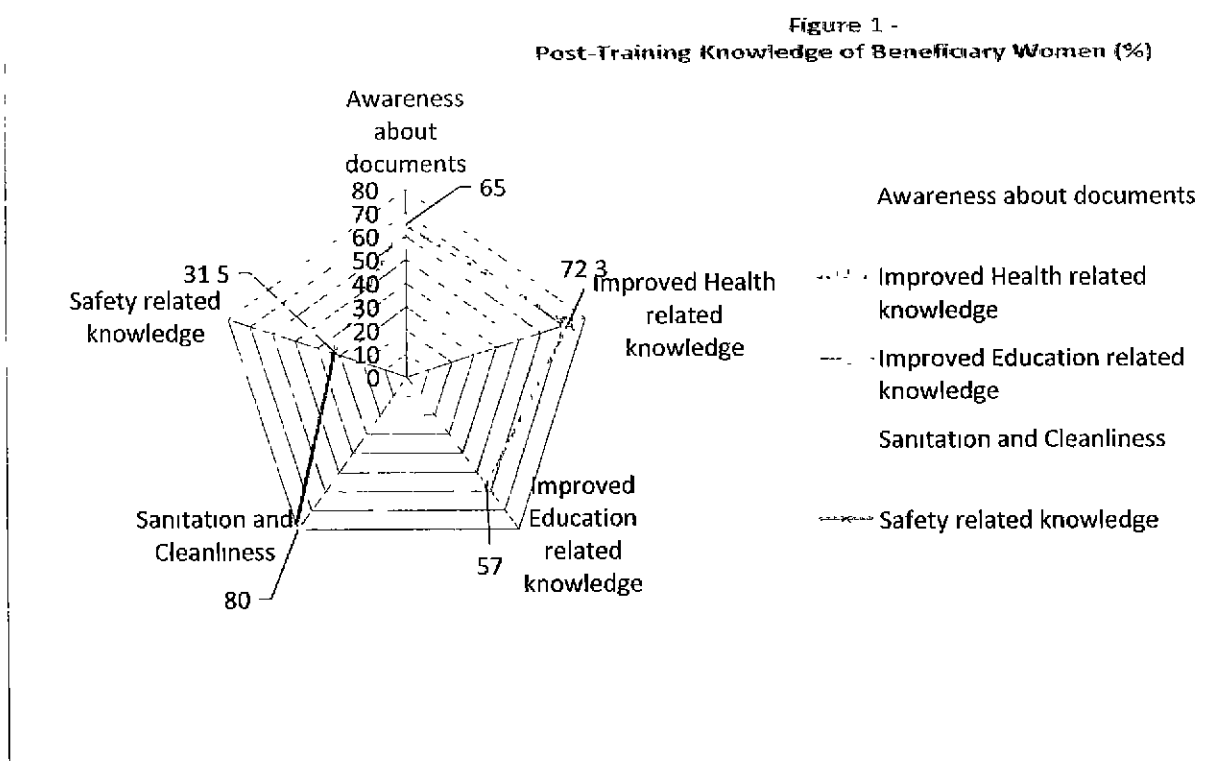 Figure 1 -
Post-Training Knowledge of Beneficiary Women (%)
Awareness
about
documents
80
70
60
50
40
30
20
10
0
65
72 3
Improved Health
related
knowledge
Improved
Education
related
knowledge
57
Sanitation and
Cleanliness
80
31 5
Safety related
knowledge
Awareness about documents
Improved Health related
knowledge
Improved Education related
knowledge
Sanitation and Cleanliness
Safety related knowledge